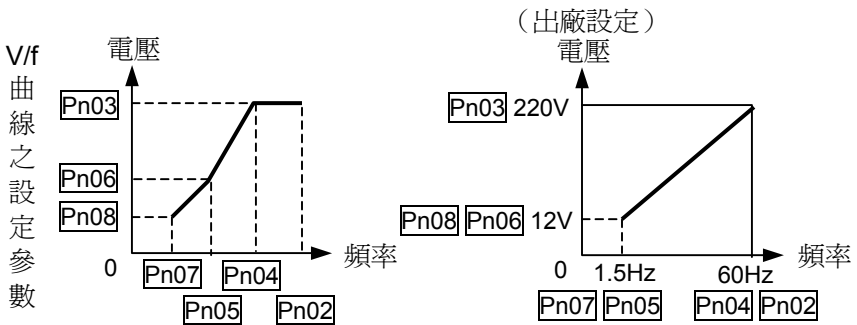 V/f
曲
線
之
設
定
參
數
電壓
Pn03
Pn06
Pn08
0
Pn07
Pn04
Pn05
Pn02
頻率
（出廠設定）
電壓
Pn03 220V
Pn08 Pn06 12V
0 1.5Hz 60Hz
頻率
Pn07 Pn05 Pn04 Pn02